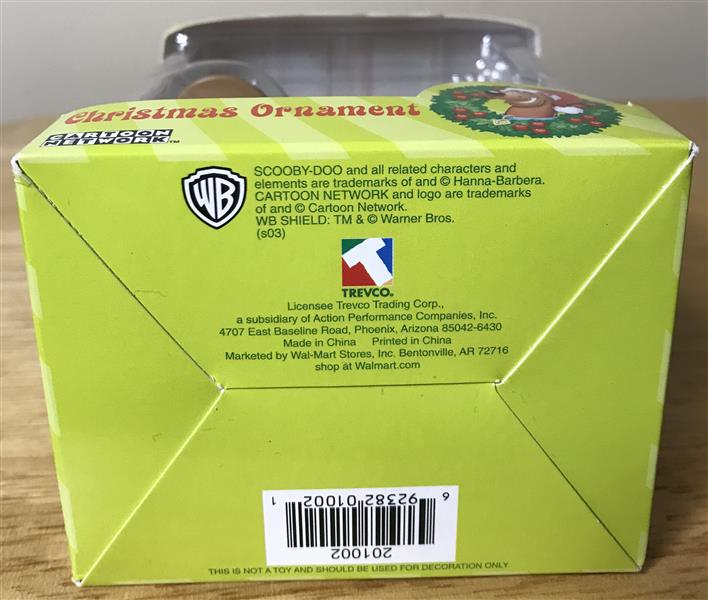 Christmas Ornament
CARTOON
NETWORK™
WB
SCOOBY-DOO and all related characters and
elements are trademarks of and © Hanna-Barbera.
CARTOON NETWORK and logo are trademarks
of and © Cartoon Network.
WB SHIELD: TM & © Warner Bros.
(s03)
T
TREVCO®
Licensee Trevco Trading Corp.,
a subsidiary of Action Performance Companies, Inc.
4707 East Baseline Road, Phoenix, Arizona 85042-6430
Made in China Printed in China
Marketed by Wal-Mart Stores, Inc. Bentonville, AR 72716
shop at Walmart.com
6 92382 01002 1
201002
THIS IS NOT A TOY AND SHOULD BE USED FOR DECORATION ONLY.